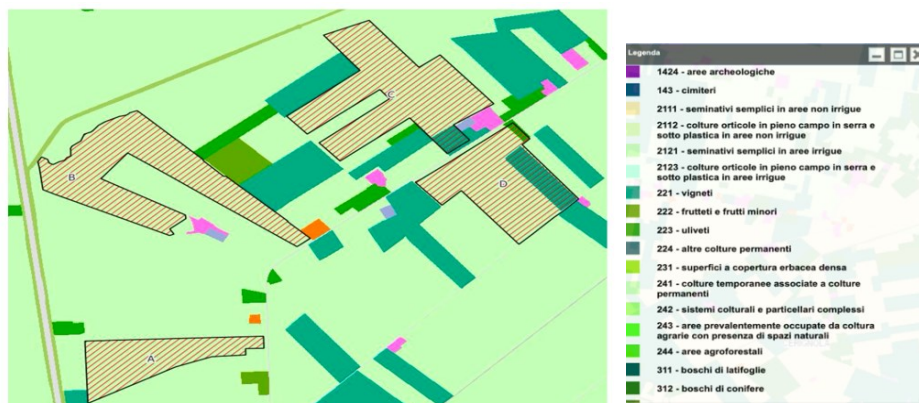 C
B
D
A
Legenda
1424 - aree archeologiche
143 - cimiteri
2111 - seminativi semplici in aree non irrigue
2112 - colture orticole in pieno campo in serra e
sotto plastica in aree non irrigue
2121 - seminativi semplici in aree irrigue
2123 - colture orticole in pieno campo in serra e
sotto plastica in aree irrigue
221 - vigneti
222 - frutteti e frutti minori
223 - uliveti
224 - altre colture permanenti
231 - superfici a copertura erbacea densa
241 - colture temporanee associate a colture
permanenti
242 - sistemi colturali e particellari complessi
243 - aree prevalentemente occupate da coltura
agrarie con presenza di spazi naturali
244 - aree agroforestali
311 - boschi di latifoglie
312 - boschi di conifere